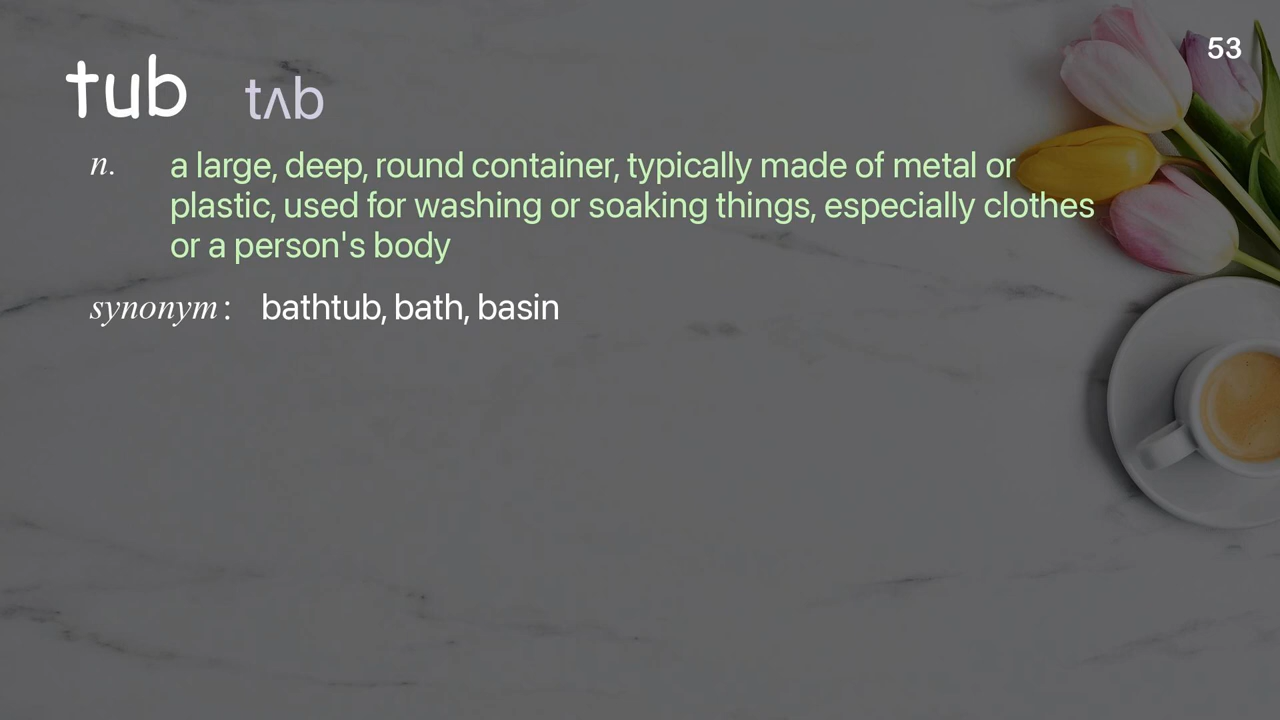 53
tub tʌb
n. a large, deep, round container, typically made of metal or
plastic, used for washing or soaking things, especially clothes
or a person's body
synonym: bathtub, bath, basin